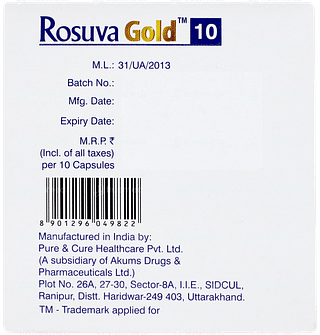 Rosuva Gold™ 10
M.L.: 31/UA/2013
Batch No.:
Mfg. Date:
Expiry Date:
M.R.P. ₹
(Incl. of all taxes)
per 10 Capsules
8 901296 049822
Manufactured in India by:
Pure & Cure Healthcare Pvt. Ltd.
(A subsidiary of Akums Drugs &
Pharmaceuticals Ltd.)
Plot No. 26A, 27-30, Sector-8A, I.I.E., SIDCUL,
Ranipur, Distt. Haridwar-249 403, Uttarakhand.
TM - Trademark applied for